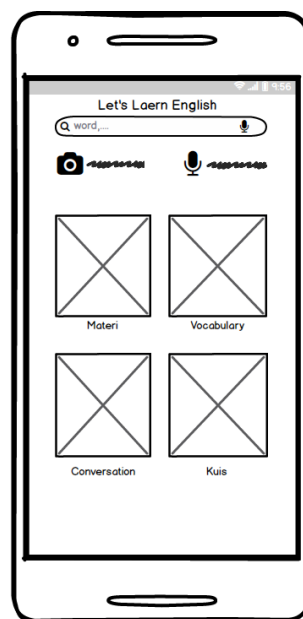 9:56
Let's Laern English
word,...
Materi
Vocabulary
Conversation
Kuis